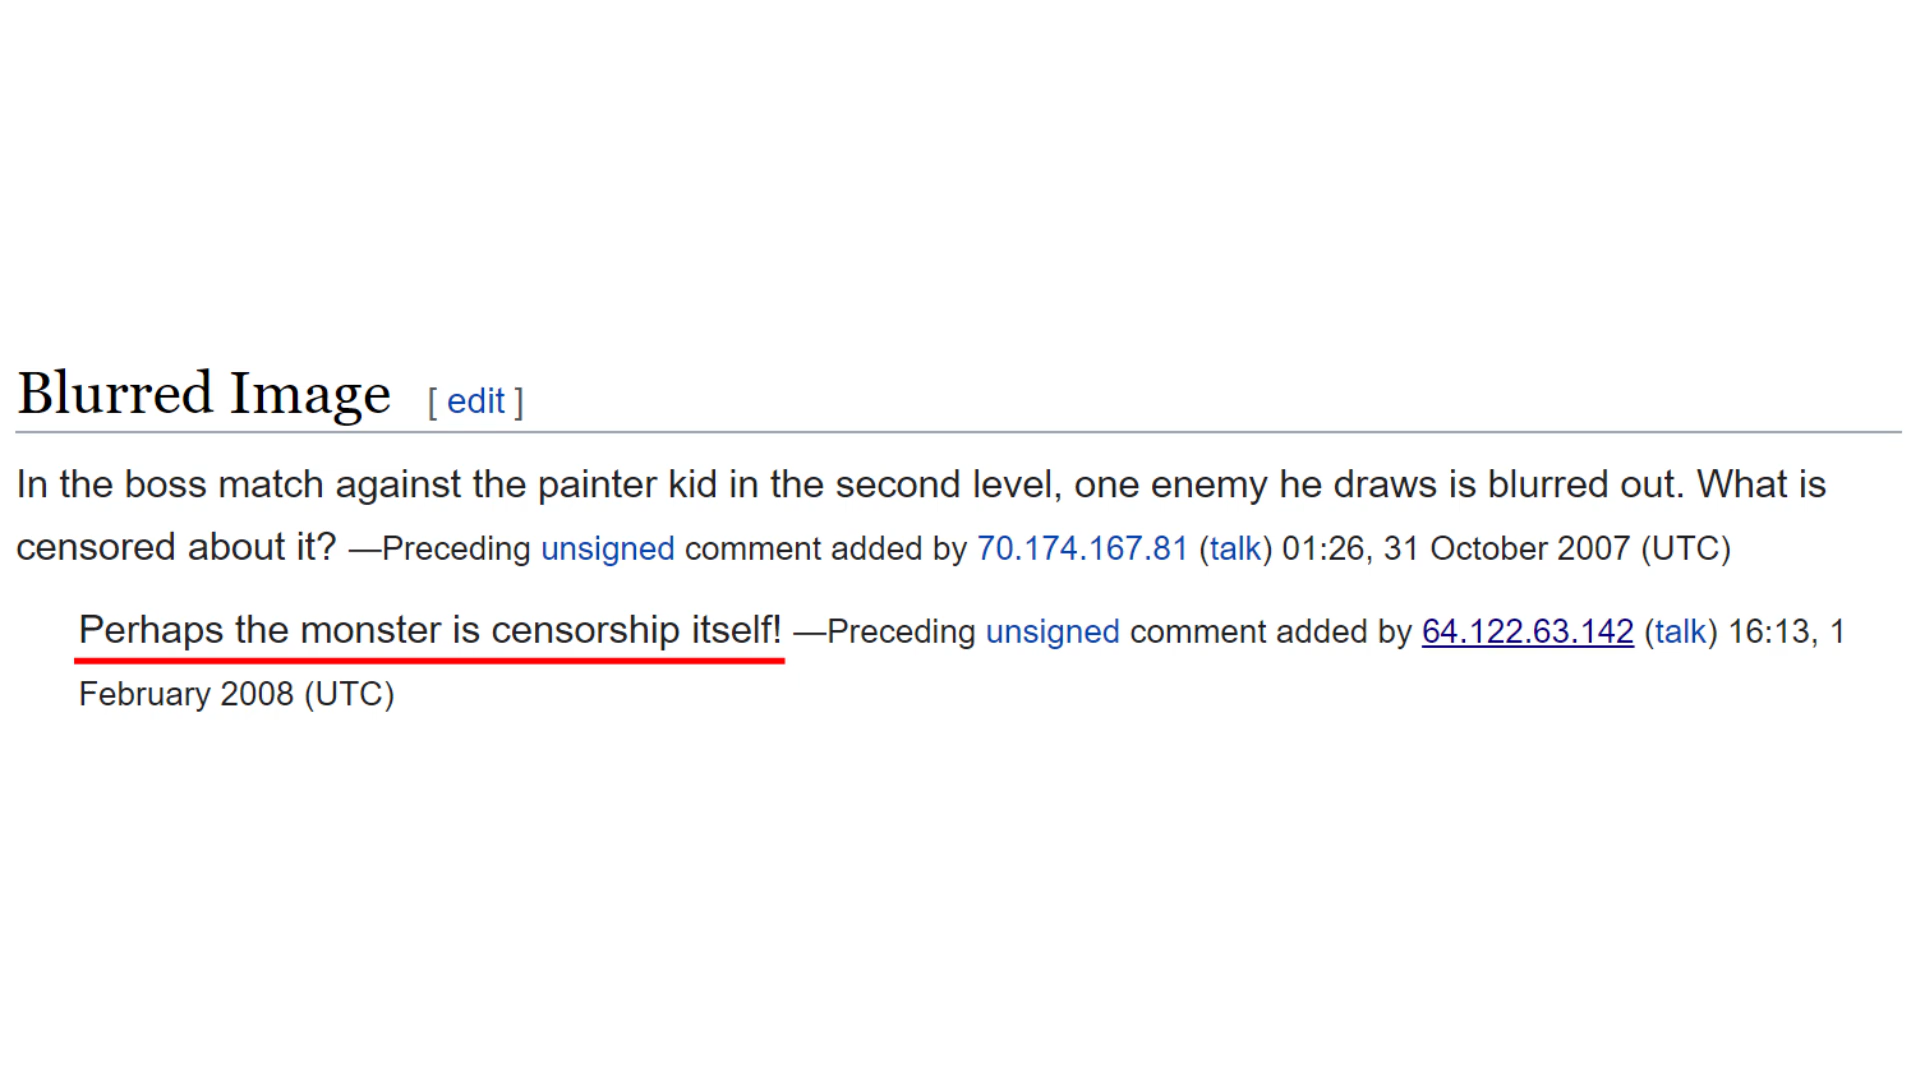 Blurred Image [ edit ]
In the boss match against the painter kid in the second level, one enemy he draws is blurred out. What is
censored about it? —Preceding unsigned comment added by 70.174.167.81 (talk) 01:26, 31 October 2007 (UTC)
Perhaps the monster is censorship itself! —Preceding unsigned comment added by 64.122.63.142 (talk) 16:13, 1
February 2008 (UTC)